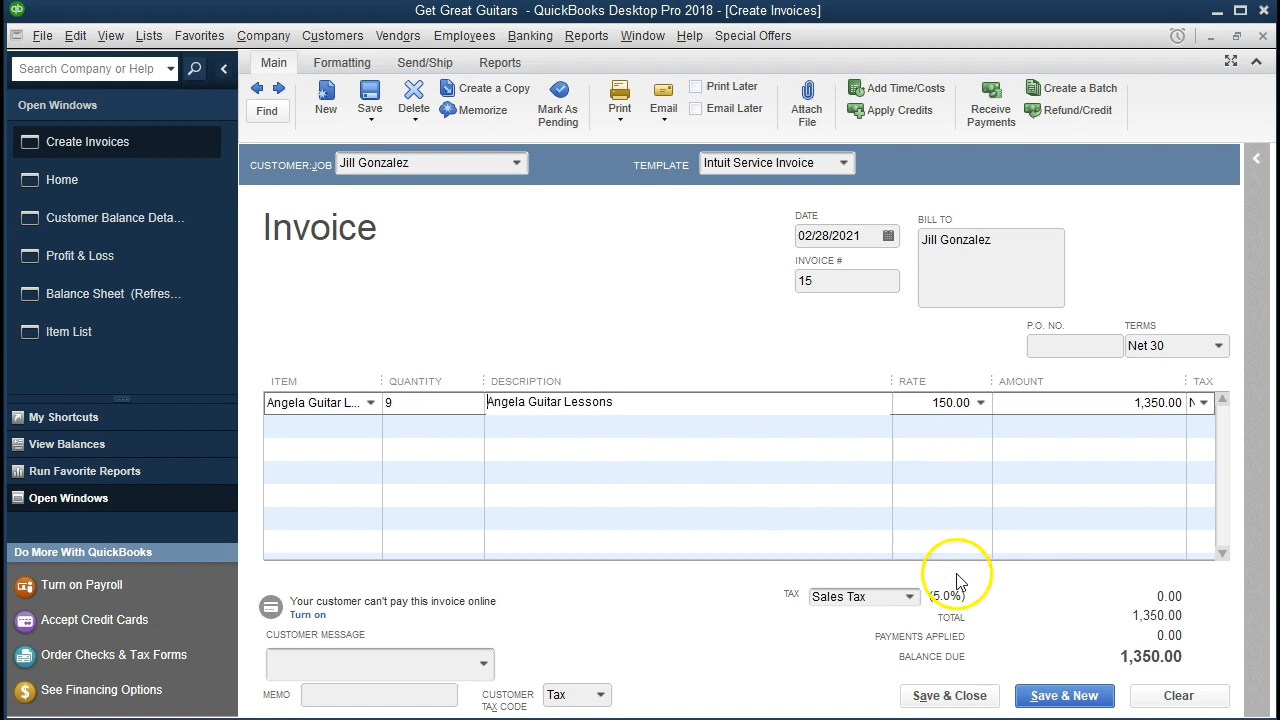 Get Great Guitars - QuickBooks Desktop Pro 2018 - [Create Invoices]
File Edit View Lists Favorites Company Customers Vendors Employees Banking Reports Window Help Special Offers
Search Company or Help
Main Formatting Send/Ship Reports
Find
New
Save
Delete
Create a Copy
Memorize
Mark As
Pending
Print
Email
Print Later
Email Later
Attach
File
Add Time/Costs
Apply Credits
Receive
Payments
Create a Batch
Refund/Credit
Open Windows
Create Invoices
Home
Customer Balance Deta...
Profit & Loss
Balance Sheet (Refres...
Item List
My Shortcuts
View Balances
Run Favorite Reports
Open Windows
Do More With QuickBooks
Turn on Payroll
Accept Credit Cards
Order Checks & Tax Forms
See Financing Options
CUSTOMER:JOB Jill Gonzalez
TEMPLATE Intuit Service Invoice
Invoice
DATE
02/28/2021
INVOICE #
15
BILL TO
Jill Gonzalez
P.O. NO.
TERMS
Net 30
ITEM QUANTITY DESCRIPTION RATE AMOUNT TAX
Angela Guitar L... 9 Angela Guitar Lessons 150.00 1,350.00 N
Your customer can't pay this invoice online
Turn on
CUSTOMER MESSAGE
MEMO
CUSTOMER
TAX CODE
Tax
TAX Sales Tax (5.0%) 0.00
TOTAL 1,350.00
PAYMENTS APPLIED 0.00
BALANCE DUE 1,350.00
Save & Close Save & New Clear